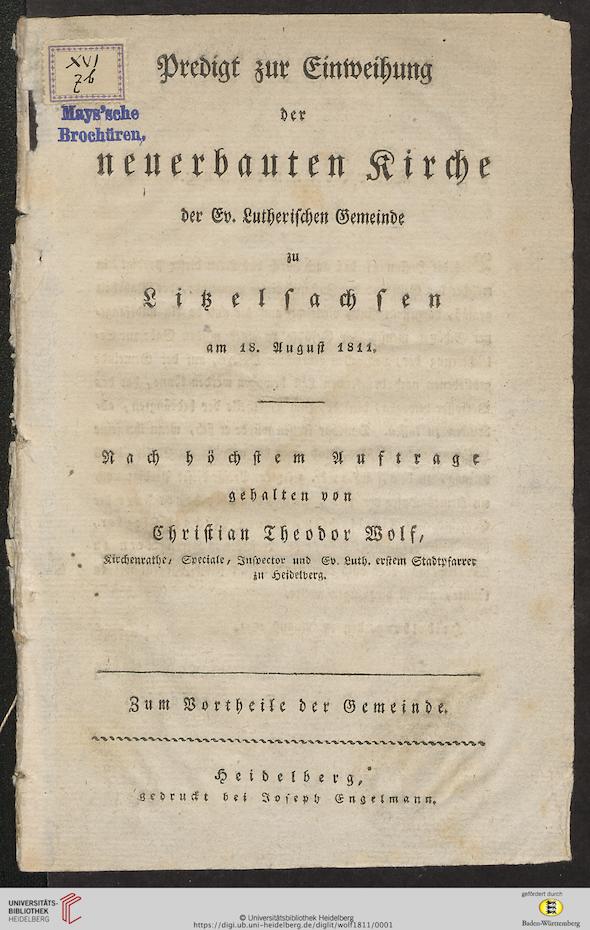 XVI
76
Mays'sche
Brochüren,
Predigt zur Einweihung
der
neuerbauten Kirche
der Ev. Lutherischen Gemeinde
zu
Litzelsachsen
am 18. August 1811.
Nach höchstem Auftrage
gehalten von
Christian Theodor Wolf,
Kirchenrathe, Speciale, Inspector und Ev. Luth. erstem Stadtpfarrer
zu Heidelberg.
Zum Vortheile der Gemeinde.
Heidelberg,
gedruckt bei Joseph Engelmann.
UNIVERSITÄTS-
BIBLIOTHEK
HEIDELBERG
© Universitätsbibliothek Heidelberg
https://digi.ub.uni-heidelberg.de/diglit/wolf1811/0001
gefördert durch
Baden-Württemberg